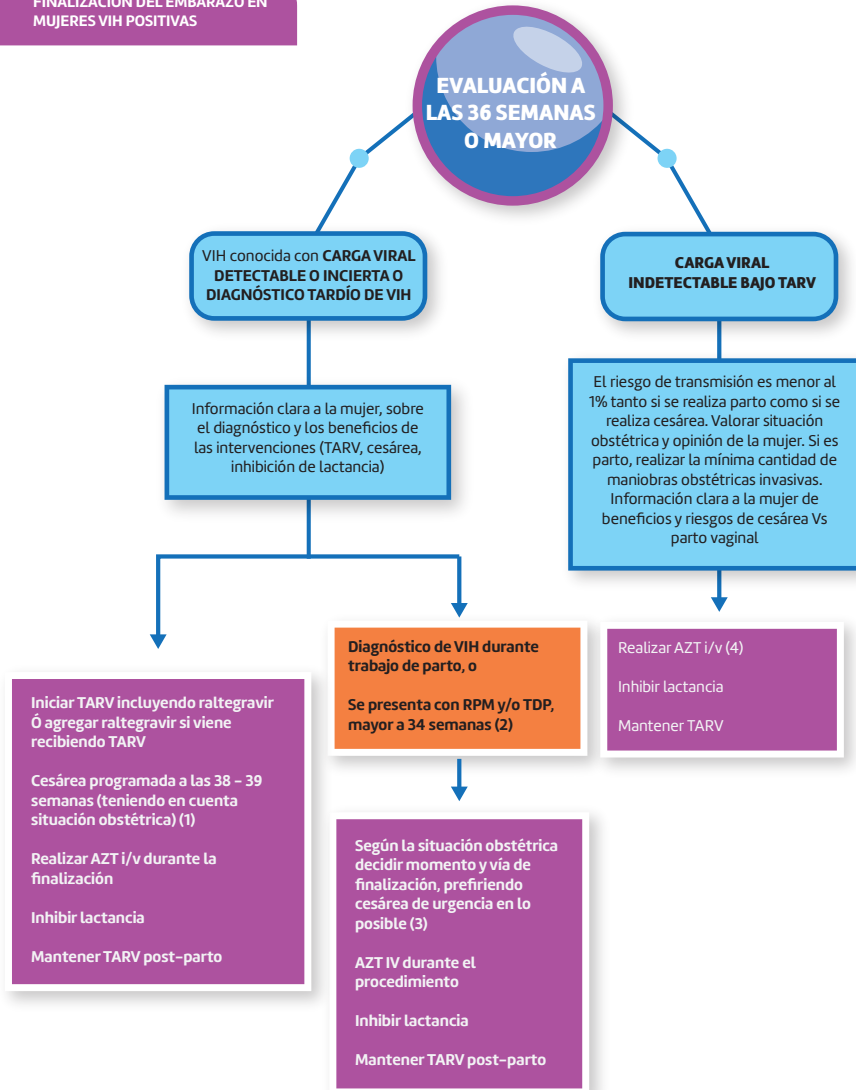 FINALIZACIÓN DEL EMBARAZO EN
MUJERES VIH POSITIVAS
EVALUACIÓN A
LAS 36 SEMANAS
O MAYOR
VIH conocida con CARGA VIRAL
DETECTABLE O INCIERTA O
DIAGNÓSTICO TARDÍO DE VIH
CARGA VIRAL
INDETECTABLE BAJO TARV
Información clara a la mujer, sobre
el diagnóstico y los beneficios de
las intervenciones (TARV, cesárea,
inhibición de lactancia)
El riesgo de transmisión es menor al
1% tanto si se realiza parto como si se
realiza cesárea. Valorar situación
obstétrica y opinión de la mujer. Si es
parto, realizar la mínima cantidad de
maniobras obstétricas invasivas.
Información clara a la mujer de
beneficios y riesgos de cesárea Vs
parto vaginal
Iniciar TARV incluyendo raltegravir
Ó agregar raltegravir si viene
recibiendo TARV
Cesárea programada a las 38 – 39
semanas (teniendo en cuenta
situación obstétrica) (1)
Realizar AZT i/v durante la
finalización
Inhibir lactancia
Mantener TARV post-parto
Diagnóstico de VIH durante
trabajo de parto, o
Se presenta con RPM y/o TDP,
mayor a 34 semanas (2)
Según la situación obstétrica
decidir momento y vía de
finalización, prefiriendo
cesárea de urgencia en lo
posible (3)
AZT IV durante el
procedimiento
Inhibir lactancia
Mantener TARV post-parto
Realizar AZT i/v (4)
Inhibir lactancia
Mantener TARV